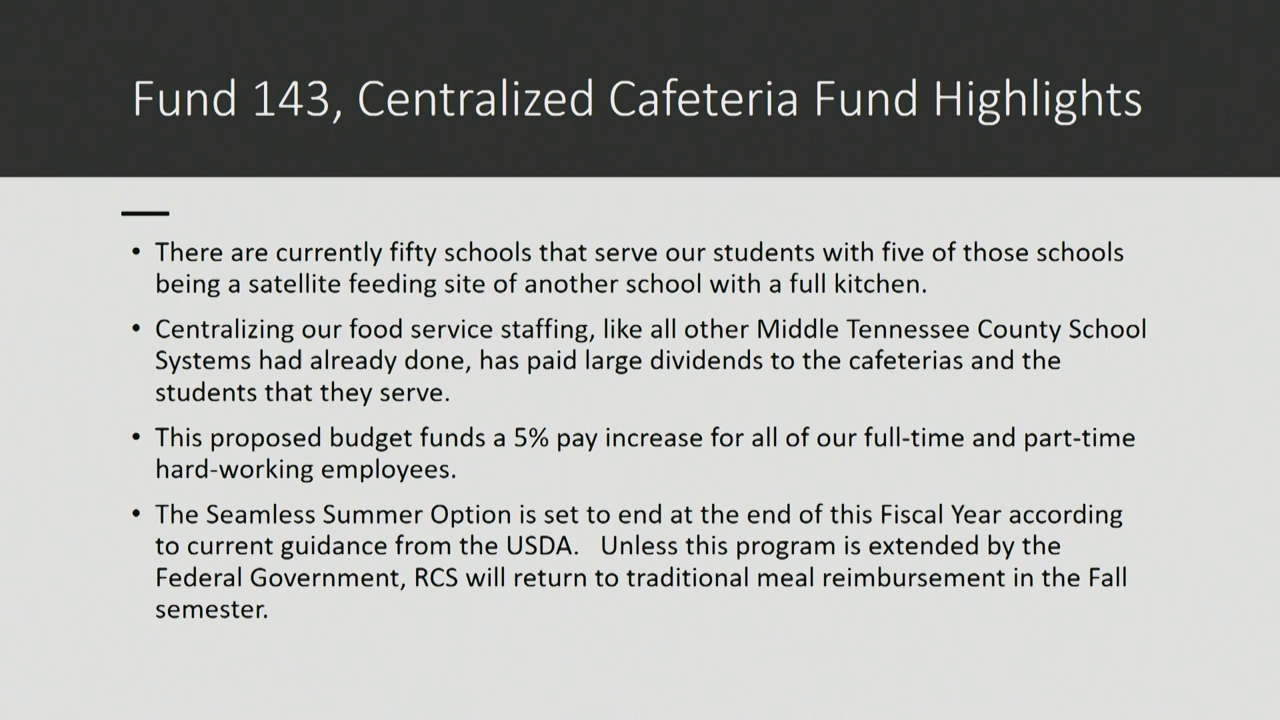 Fund 143, Centralized Cafeteria Fund Highlights
• There are currently fifty schools that serve our students with five of those schools
being a satellite feeding site of another school with a full kitchen.
• Centralizing our food service staffing, like all other Middle Tennessee County School
Systems had already done, has paid large dividends to the cafeterias and the
students that they serve.
• This proposed budget funds a 5% pay increase for all of our full-time and part-time
hard-working employees.
• The Seamless Summer Option is set to end at the end of this Fiscal Year according
to current guidance from the USDA.   Unless this program is extended by the
Federal Government, RCS will return to traditional meal reimbursement in the Fall
semester.